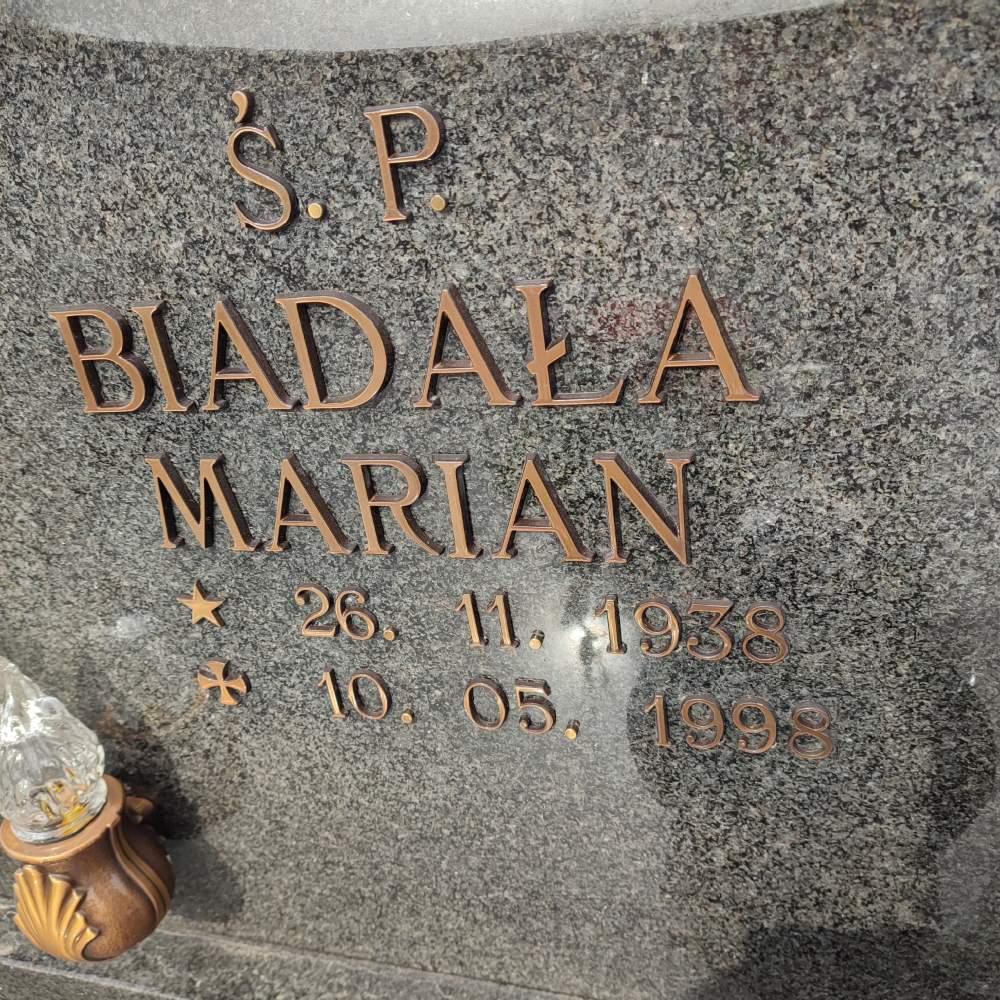 Ś. P.
BIADAŁA
MARIAN
26. 11. 1938
10. 05. 1998